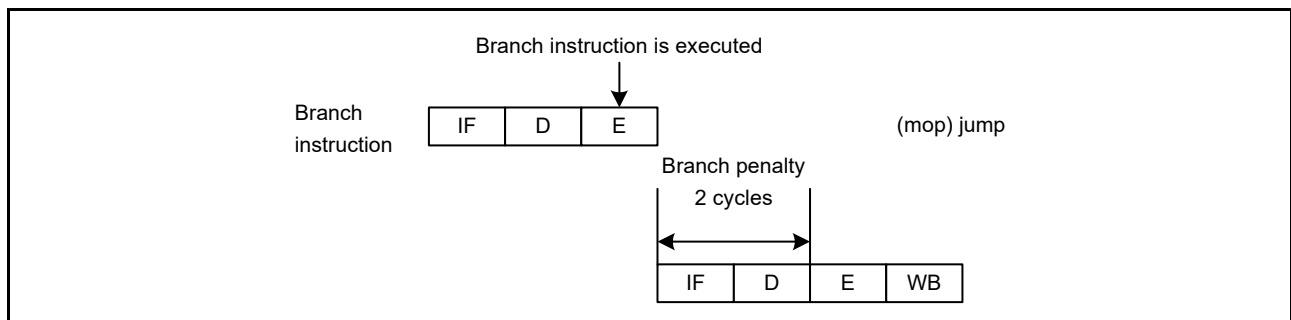 Branch instruction is executed
Branch
instruction
IF D E
(mop) jump
Branch penalty
2 cycles
IF D E WB